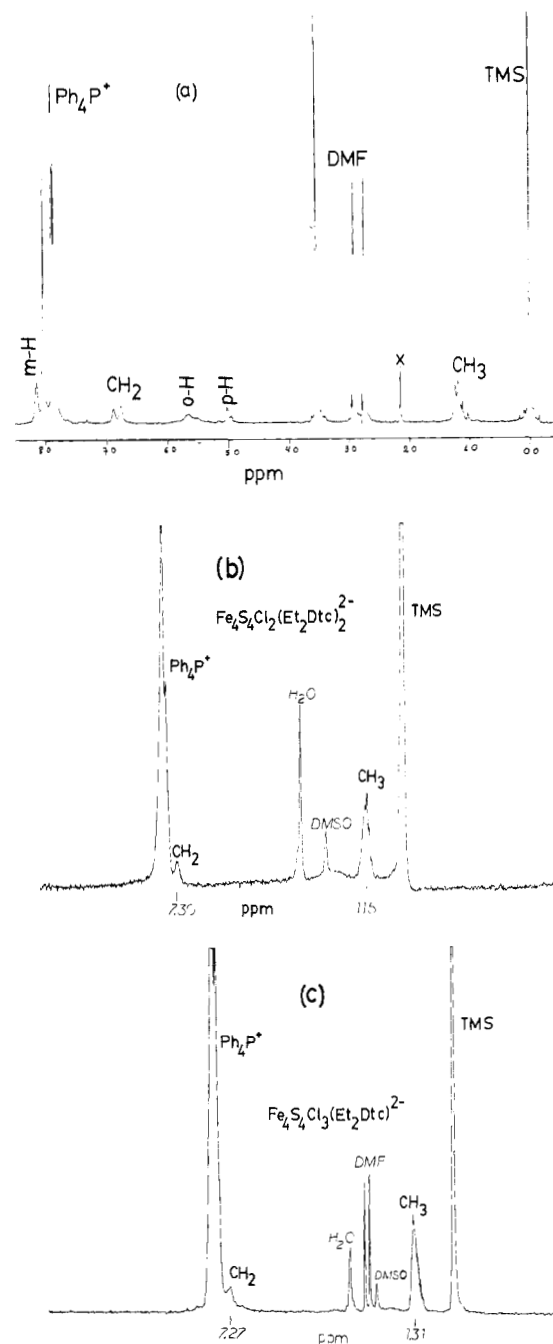 (a)
Ph4P+
TMS
DMF
m-H
CH2
o-H
p-H
x
CH3
8.0 7.0 6.0 5.0 4.0 3.0 2.0 1.0 0.0
ppm
(b)
Fe4S4Cl2(Et2Dtc)2 2-
TMS
Ph4P+
H2O
CH3
DMSO
CH2
7.30 ppm 1.15
(c)
TMS
Ph4P+
Fe4S4Cl3(Et2Dtc)2-
DMF
CH3
H2O
CH2
DMSO
7.27 ppm 1.31